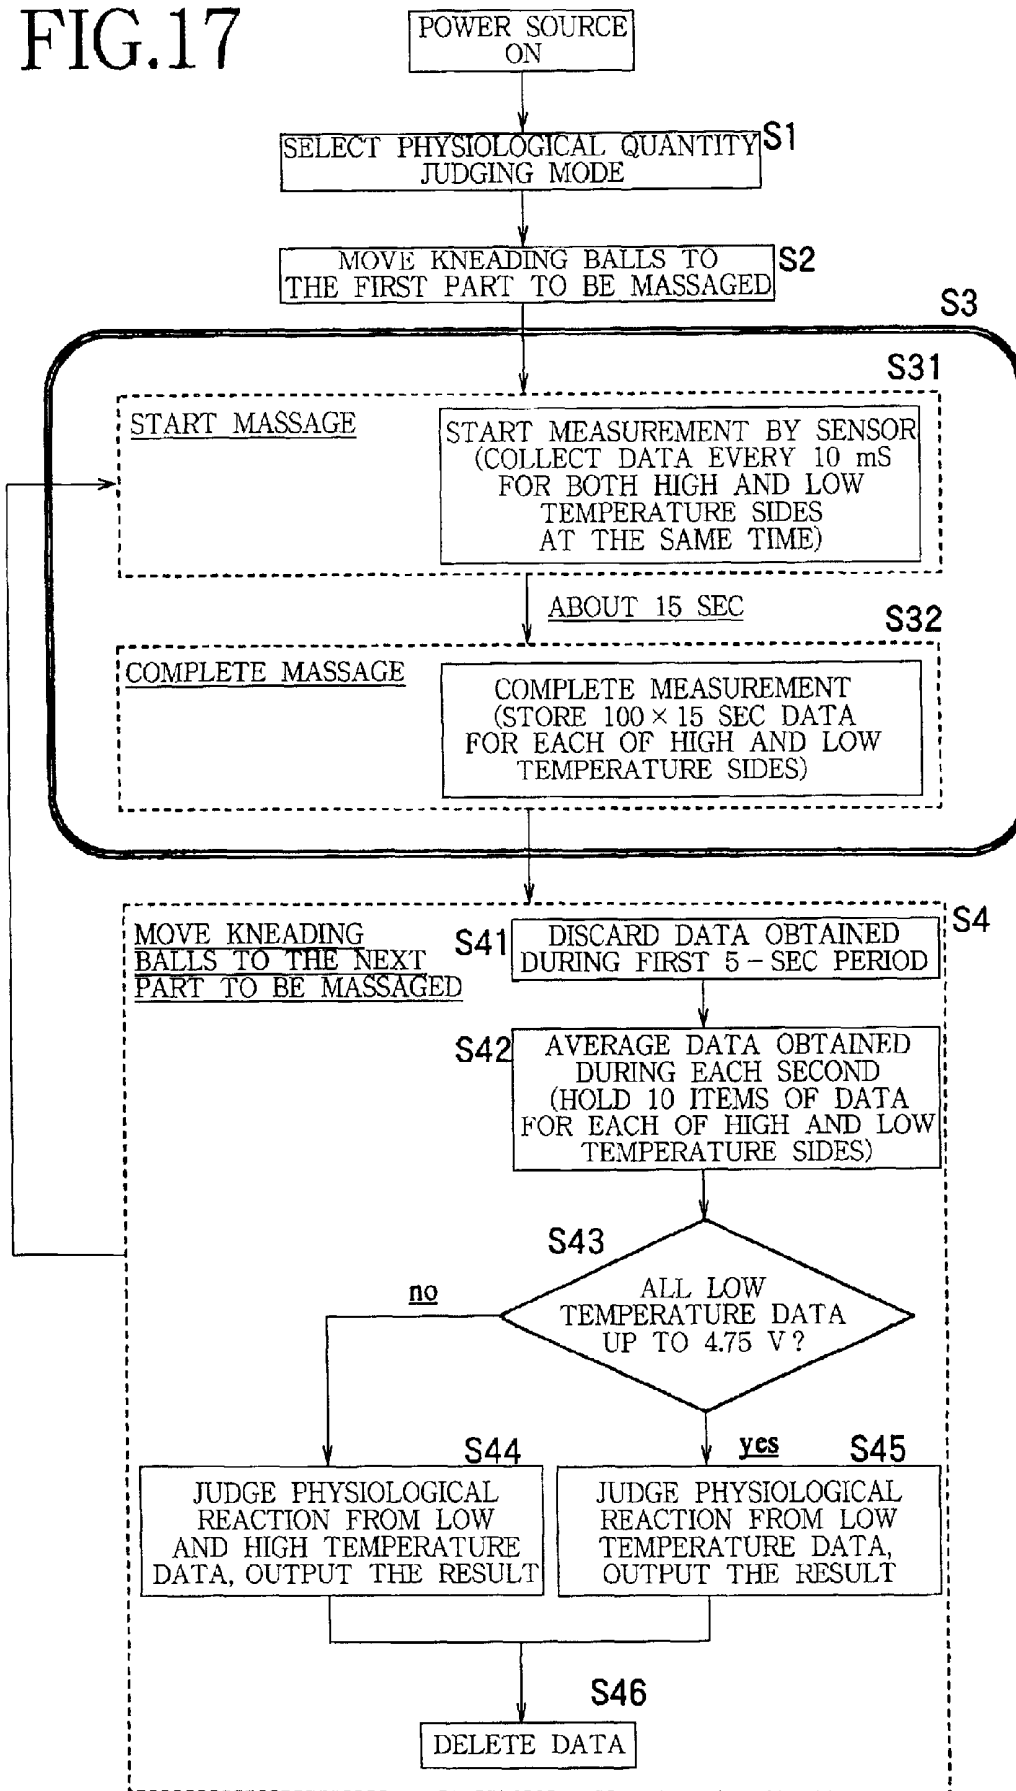 FIG.17
POWER SOURCE
ON
SELECT PHYSIOLOGICAL QUANTITY
JUDGING MODE
S1
MOVE KNEADING BALLS TO
THE FIRST PART TO BE MASSAGED
S2
S3
S31
START MASSAGE
START MEASUREMENT BY SENSOR
(COLLECT DATA EVERY 10 mS
FOR BOTH HIGH AND LOW
TEMPERATURE SIDES
AT THE SAME TIME)
ABOUT 15 SEC
S32
COMPLETE MASSAGE
COMPLETE MEASUREMENT
(STORE 100 × 15 SEC DATA
FOR EACH OF HIGH AND LOW
TEMPERATURE SIDES)
S4
MOVE KNEADING
BALLS TO THE NEXT
PART TO BE MASSAGED
S41
DISCARD DATA OBTAINED
DURING FIRST 5-SEC PERIOD
S42
AVERAGE DATA OBTAINED
DURING EACH SECOND
(HOLD 10 ITEMS OF DATA
FOR EACH OF HIGH AND LOW
TEMPERATURE SIDES)
S43
ALL LOW
TEMPERATURE DATA
UP TO 4.75 V?
no
yes
S44
JUDGE PHYSIOLOGICAL
REACTION FROM LOW
AND HIGH TEMPERATURE
DATA, OUTPUT THE RESULT
S45
JUDGE PHYSIOLOGICAL
REACTION FROM LOW
TEMPERATURE DATA,
OUTPUT THE RESULT
S46
DELETE DATA